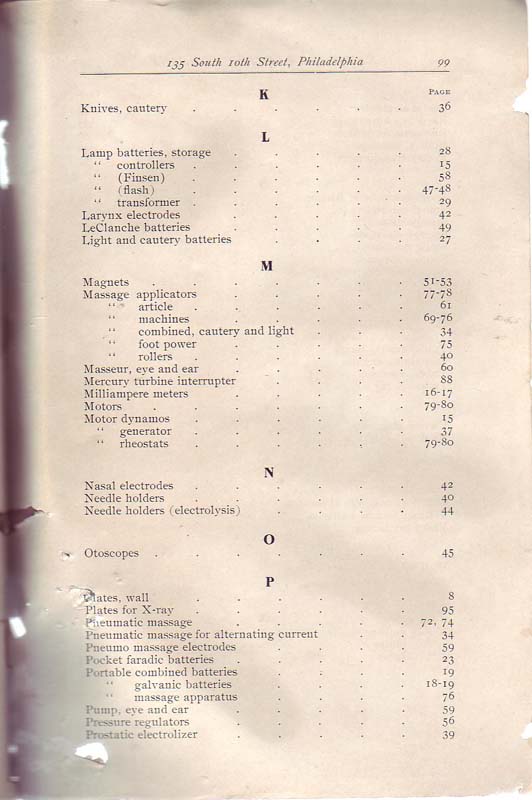 135 South 10th Street, Philadelphia 99
K PAGE
Knives, cautery . . . . . . 36
L
Lamp batteries, storage . . . . . 28
" controllers . . . . . . 15
" (Finsen) . . . . . . 58
" (flash) . . . . . . 47-48
" transformer . . . . . . 29
Larynx electrodes . . . . . 42
LeClanche batteries . . . . . 49
Light and cautery batteries . . . . 27
M
Magnets . . . . . . . 51-53
Massage applicators . . . . . 77-78
" article . . . . . . 61
" machines . . . . . 69-76
" combined, cautery and light . . . 34
" foot power . . . . . 75
" rollers . . . . . . 40
Masseur, eye and ear . . . . . 60
Mercury turbine interrupter . . . . . 88
Milliampere meters . . . . . 16-17
Motors . . . . . . . 79-80
Motor dynamos . . . . . . 15
" generator . . . . . . 37
" rheostats . . . . . . 79-80
N
Nasal electrodes . . . . . . 42
Needle holders . . . . . . 40
Needle holders (electrolysis) . . . . 44
O
Otoscopes . . . . . . . 45
P
Plates, wall . . . . . . 8
Plates for X-ray . . . . . . 95
Pneumatic massage . . . . . 72, 74
Pneumatic massage for alternating current . . 34
Pneumo massage electrodes . . . . . 59
Pocket faradic batteries . . . . . 23
Portable combined batteries . . . . . 19
" galvanic batteries . . . . . 18-19
" massage apparatus . . . . . 76
Pump, eye and ear . . . . . 59
Pressure regulators . . . . . 56
Prostatic electrolizer . . . . . 39